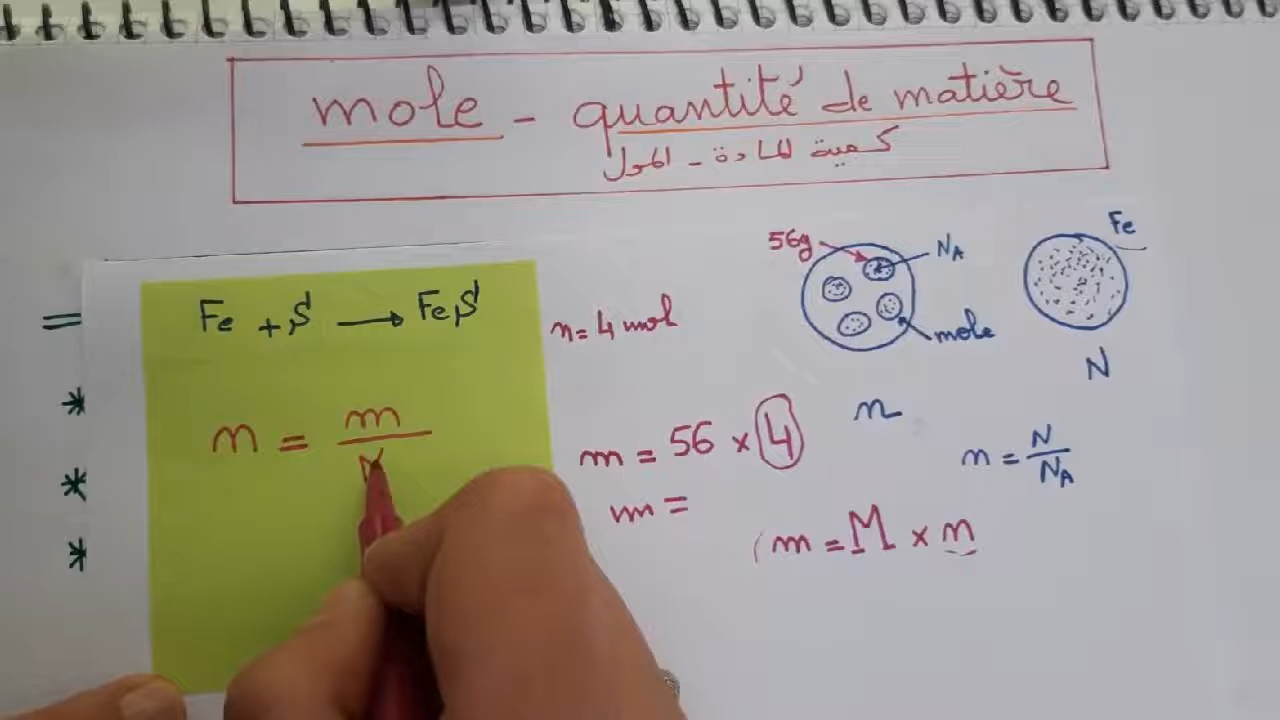 mole - quantité de matière
كمية المادة - المول
56g
NA
Fe
mole
N
=
*
*
*
Fe + S → FeS
n = 4 mol
n = m
m = 56 × 4
m =
n
n = N / NA
m = M × n